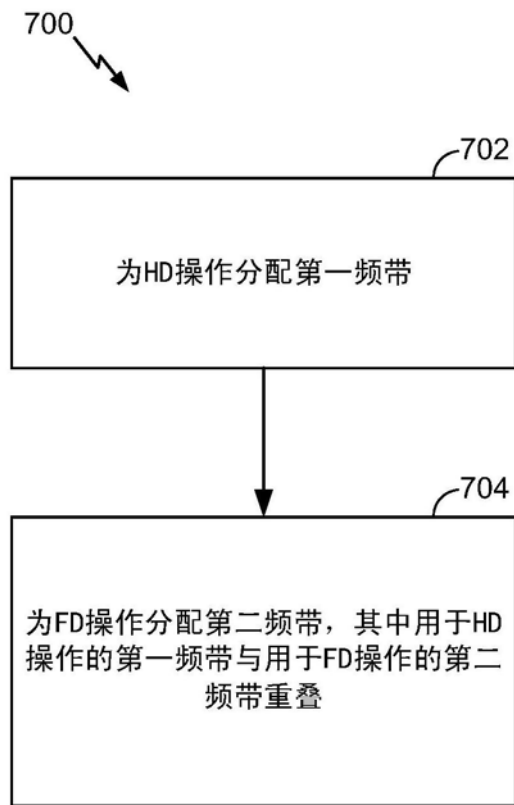 700
702
为HD操作分配第一频带
704
为FD操作分配第二频带，其中用于HD
操作的第一频带与用于FD操作的第二
频带重叠